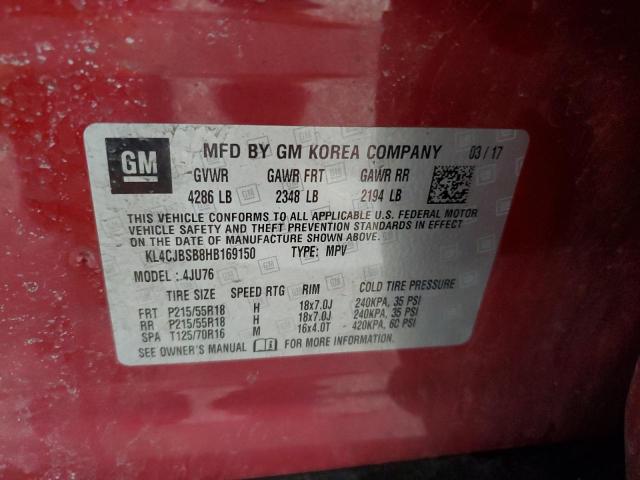 GM MFD BY GM KOREA COMPANY 03/17
GVWR GAWR FRT GAWR RR
4286 LB 2348 LB 2194 LB
THIS VEHICLE CONFORMS TO ALL APPLICABLE U.S. FEDERAL MOTOR
VEHICLE SAFETY AND THEFT PREVENTION STANDARDS IN EFFECT
ON THE DATE OF MANUFACTURE SHOWN ABOVE.
KL4CJBSB8HB169150 TYPE: MPV
MODEL: 4JU76
TIRE SIZE SPEED RTG RIM COLD TIRE PRESSURE
FRT P215/55R18 H 18x7.0J 240KPA, 35 PSI
RR P215/55R18 H 18x7.0J 240KPA, 35 PSI
SPA T125/70R16 M 16x4.0T 420KPA, 60 PSI
SEE OWNER'S MANUAL FOR MORE INFORMATION.